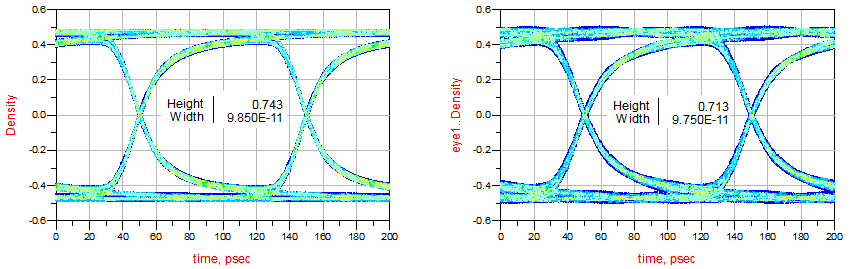 Density
0.6
0.4
0.2
0.0
-0.2
-0.4
-0.6
Height 0.743
Width 9.850E-11
0 20 40 60 80 100 120 140 160 180 200
time, psec
eye1..Density
0.6
0.4
0.2
0.0
-0.2
-0.4
-0.6
Height 0.713
Width 9.750E-11
0 20 40 60 80 100 120 140 160 180 200
time, psec